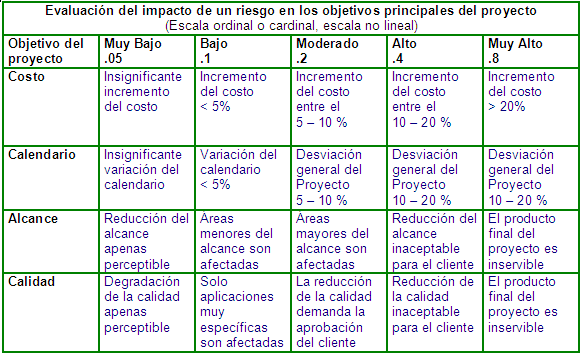 Evaluación del impacto de un riesgo en los objetivos principales del proyecto
(Escala ordinal o cardinal, escala no lineal)
Objetivo del proyecto
Muy Bajo
.05
Bajo
.1
Moderado
.2
Alto
.4
Muy Alto
.8
Costo
Insignificante
incremento
del costo
Incremento
del costo
< 5%
Incremento
del costo
entre el
5 – 10 %
Incremento
del costo
entre el
10 – 20 %
Incremento
del costo
> 20%
Calendario
Insignificante
variación del
calendario
Variación del
calendario
< 5%
Desviación
general del
Proyecto
5 – 10 %
Desviación
general del
Proyecto
10 – 20 %
Desviación
general del
Proyecto
10 – 20 %
Alcance
Reducción del
alcance
apenas
perceptible
Areas
menores del
alcance son
afectadas
Areas
mayores del
alcance son
afectadas
Reducción del
alcance
inaceptable
para el cliente
El producto
final del
proyecto es
inservible
Calidad
Degradación
de la calidad
apenas
perceptible
Solo
aplicaciones
muy
específicas
son afectadas
La reducción
de la calidad
demanda la
aprobación
del cliente
Reducción de
la calidad
inaceptable
para el cliente
El producto
final del
proyecto es
inservible